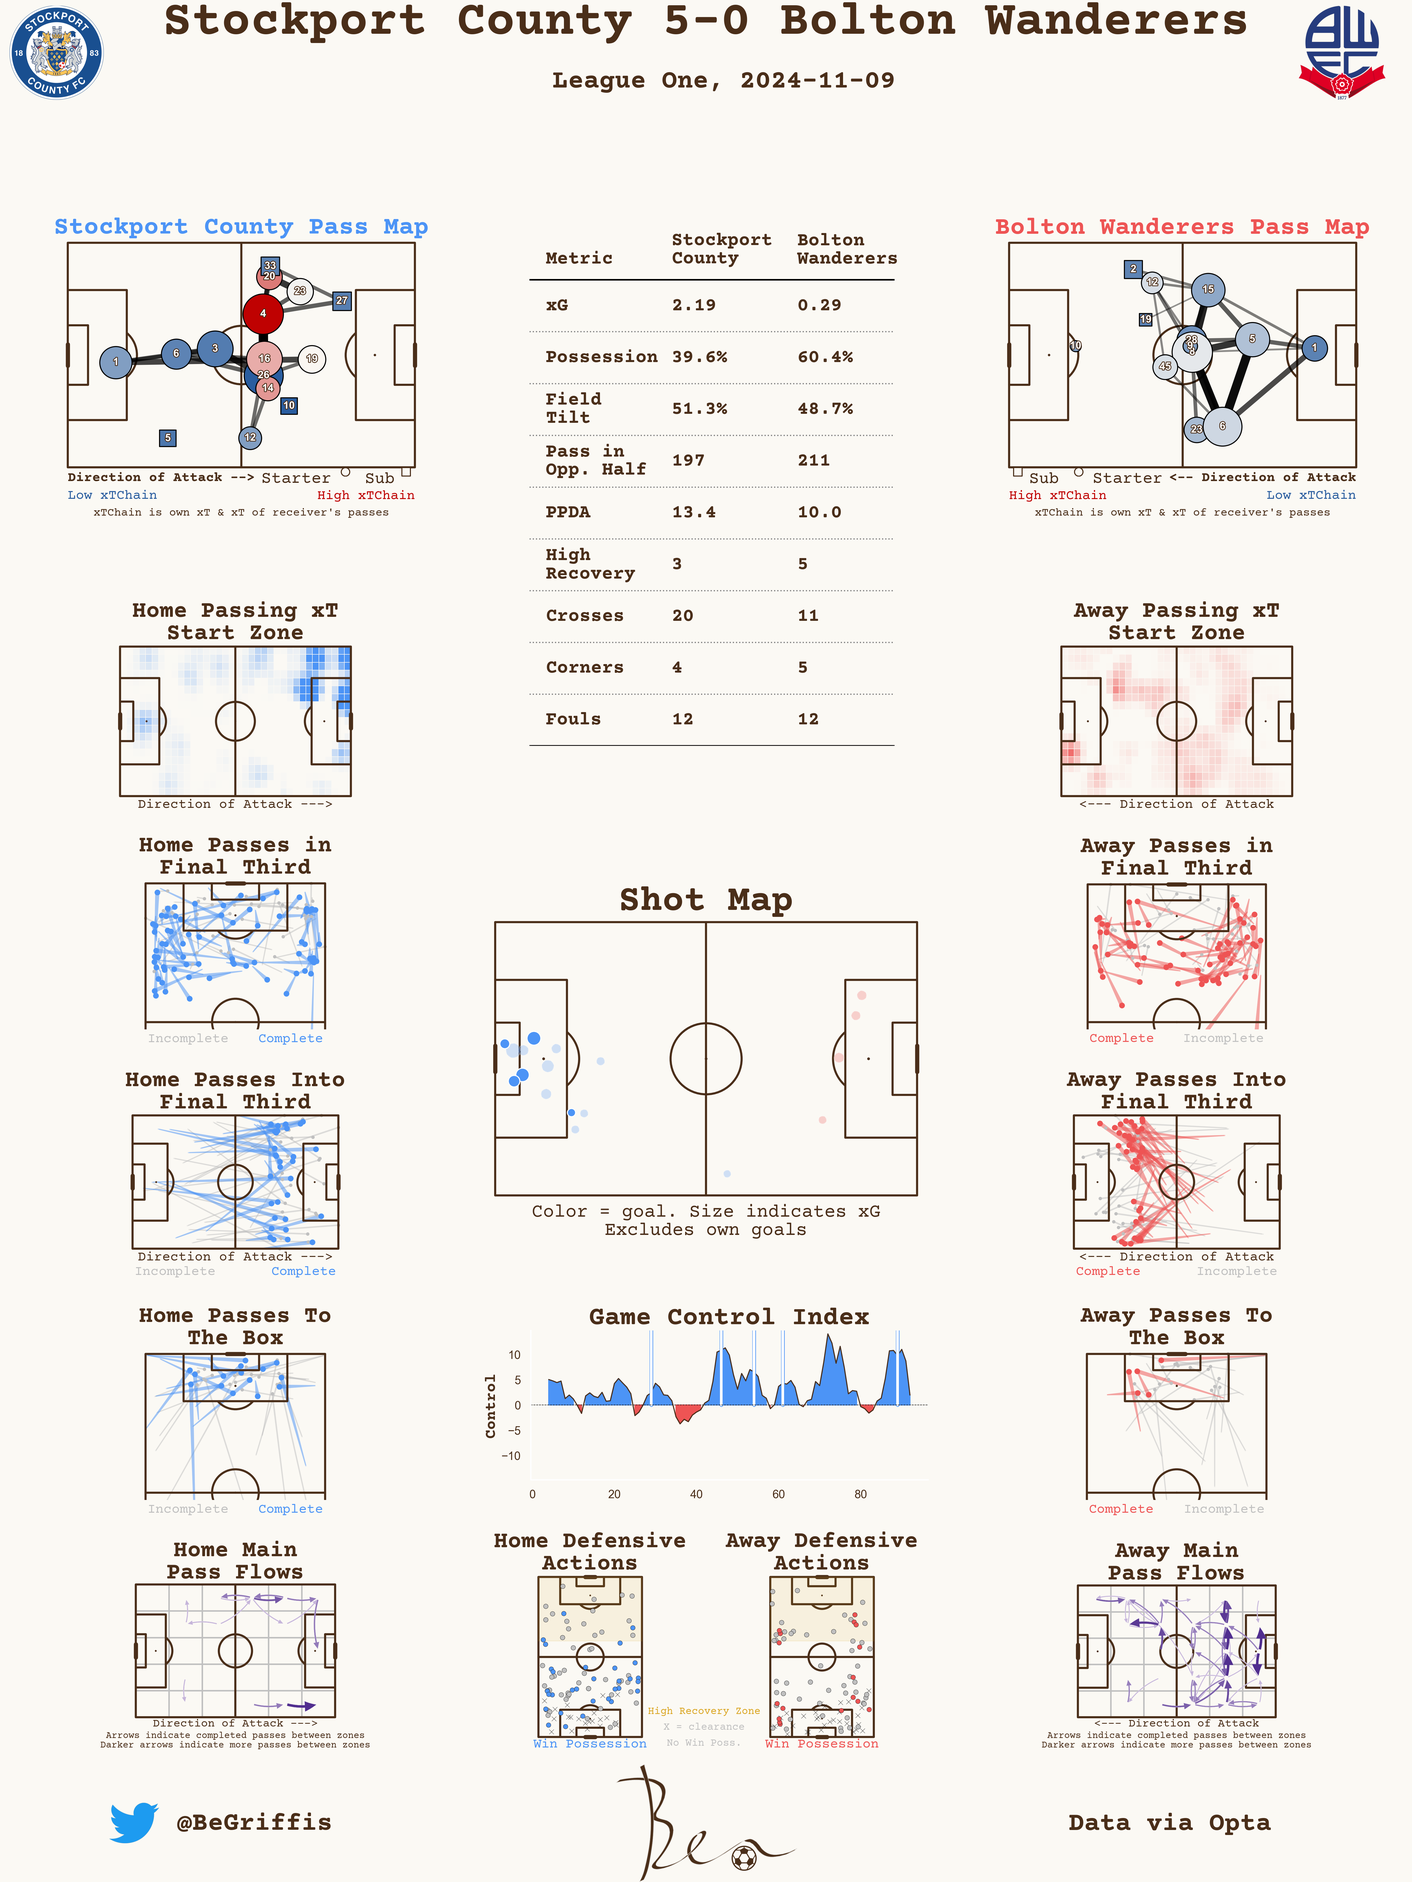 Stockport County 5-0 Bolton Wanderers
League One, 2024-11-09
STOCKPORT
18 83
COUNTY FC
BW
FC
1877
Stockport County Pass Map
33
20
23
27
4
1
6
3
16
19
26
14
10
5
12
Direction of Attack --> Starter Sub
Low xTChain High xTChain
xTChain is own xT & xT of receiver's passes
Metric Stockport County Bolton Wanderers
xG 2.19 0.29
Possession 39.6% 60.4%
Field Tilt 51.3% 48.7%
Pass in Opp. Half 197 211
PPDA 13.4 10.0
High Recovery 3 5
Crosses 20 11
Corners 4 5
Fouls 12 12
Bolton Wanderers Pass Map
2
12
15
19
10
28
9
8
5
1
45
23
6
Sub Starter <-- Direction of Attack
High xTChain Low xTChain
xTChain is own xT & xT of receiver's passes
Home Passing xT
Start Zone
Direction of Attack --->
Away Passing xT
Start Zone
<--- Direction of Attack
Home Passes in
Final Third
Incomplete Complete
Away Passes in
Final Third
Complete Incomplete
Shot Map
Color = goal. Size indicates xG
Excludes own goals
Home Passes Into
Final Third
Direction of Attack --->
Incomplete Complete
Away Passes Into
Final Third
<--- Direction of Attack
Complete Incomplete
Home Passes To
The Box
Incomplete Complete
Game Control Index
Control
10
5
0
−5
−10
0 20 40 60 80
Away Passes To
The Box
Complete Incomplete
Home Main
Pass Flows
Direction of Attack --->
Arrows indicate completed passes between zones
Darker arrows indicate more passes between zones
Home Defensive
Actions
Win Possession
Away Defensive
Actions
Win Possession
High Recovery Zone
X = clearance
No Win Poss.
Away Main
Pass Flows
<--- Direction of Attack
Arrows indicate completed passes between zones
Darker arrows indicate more passes between zones
@BeGriffis
Ben
Data via Opta